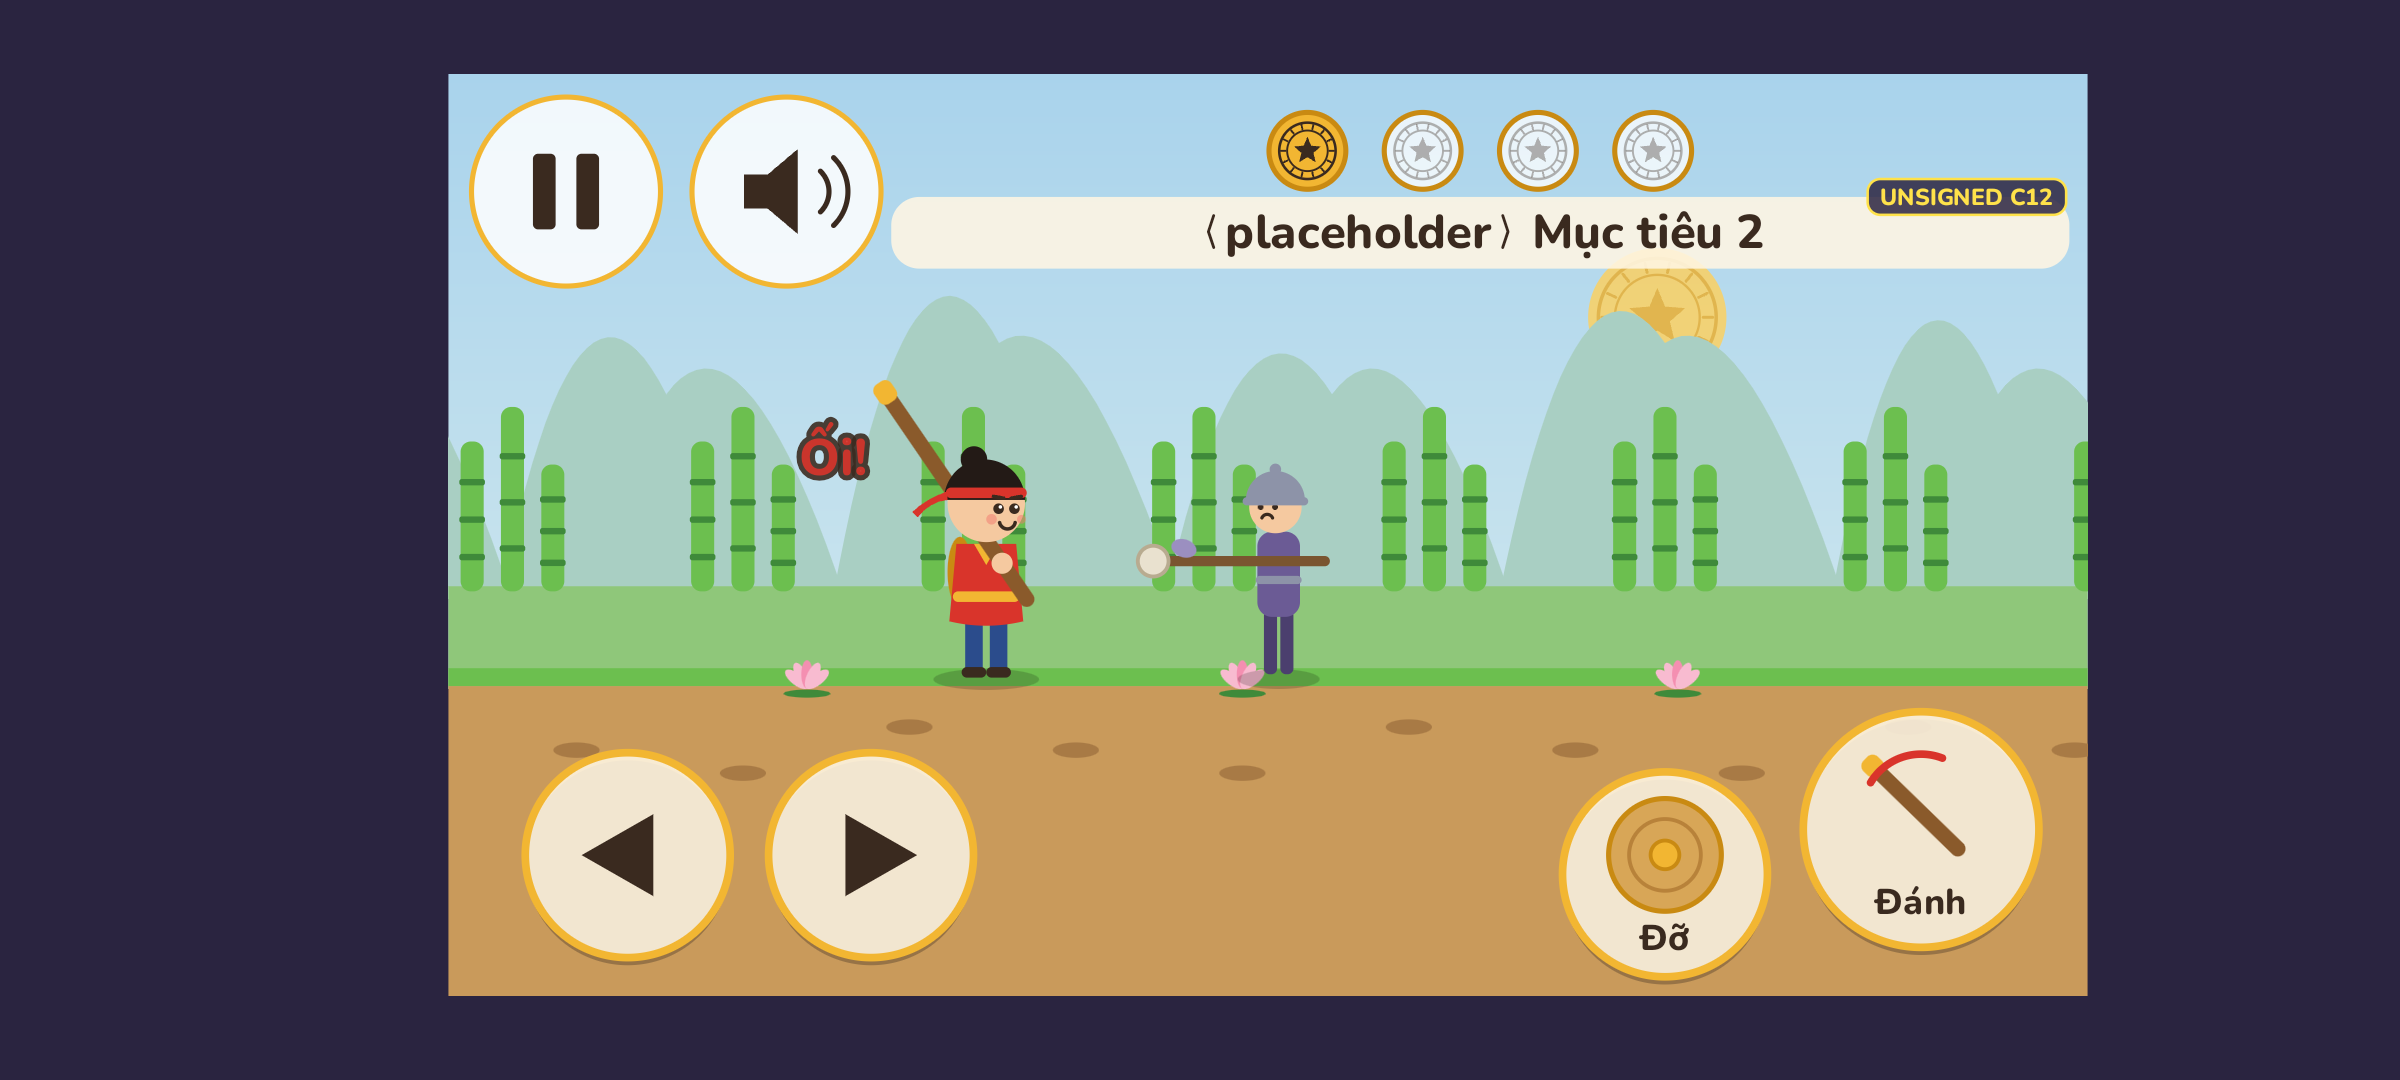 UNSIGNED C12
⟨placeholder⟩ Mục tiêu 2
Ối!
Đánh
Đỡ